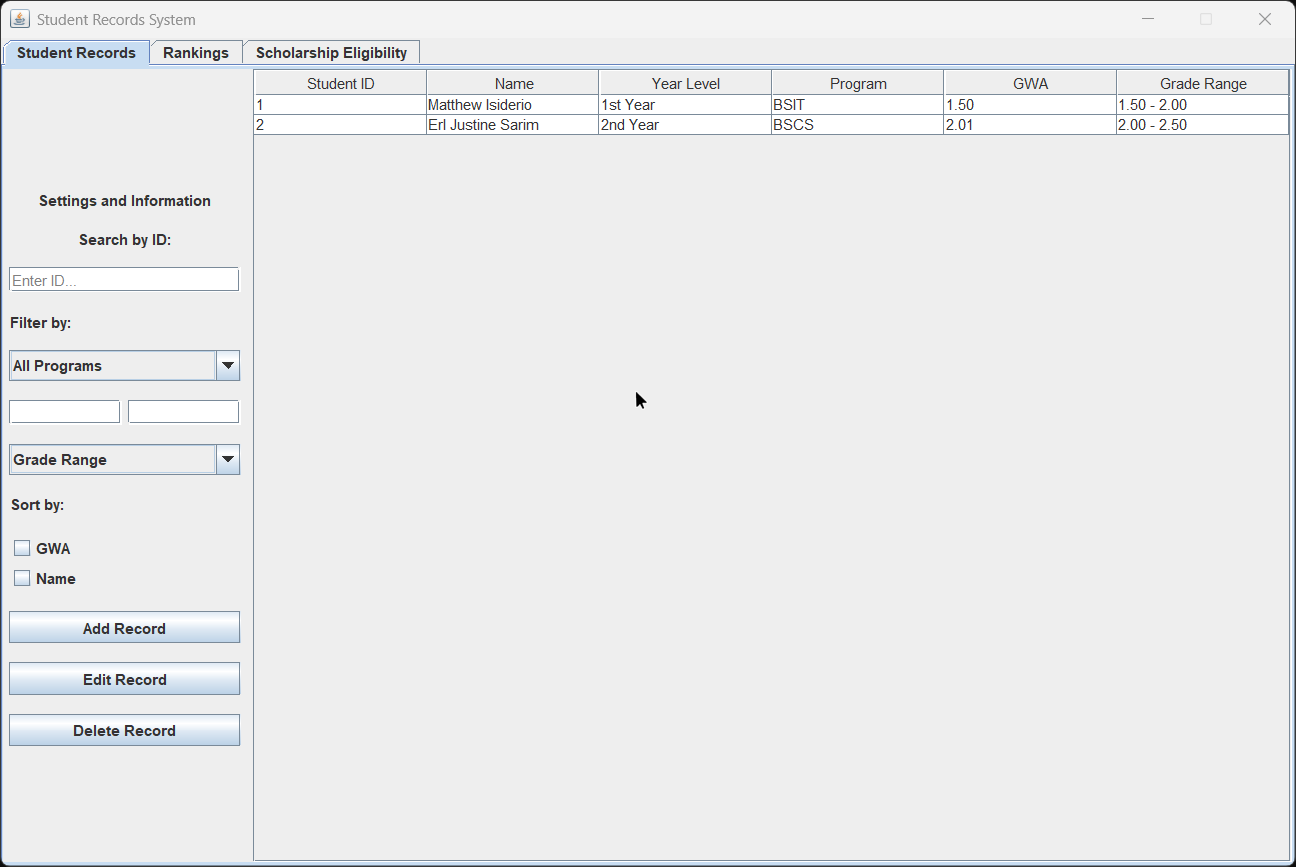 Student Records System
Student Records Rankings Scholarship Eligibility
Student ID Name Year Level Program GWA Grade Range
1 Matthew Isiderio 1st Year BSIT 1.50 1.50 - 2.00
2 Erl Justine Sarim 2nd Year BSCS 2.01 2.00 - 2.50
Settings and Information
Search by ID:
Enter ID...
Filter by:
All Programs
Grade Range
Sort by:
GWA
Name
Add Record
Edit Record
Delete Record